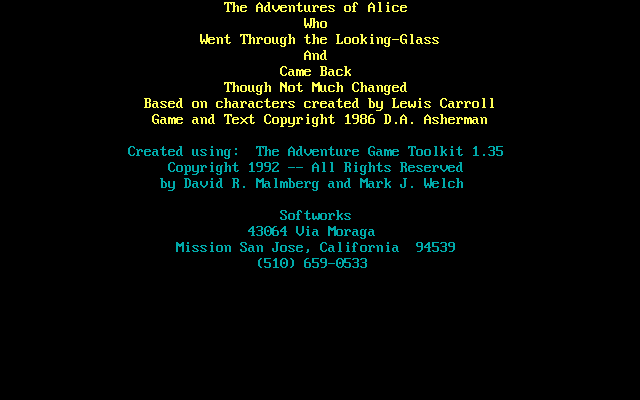 The Adventures of Alice
Who
Went Through the Looking-Glass
And
Came Back
Though Not Much Changed
Based on characters created by Lewis Carroll
Game and Text Copyright 1986 D.A. Asherman
Created using:  The Adventure Game Toolkit 1.35
Copyright 1992 -- All Rights Reserved
by David R. Malmberg and Mark J. Welch
Softworks
43064 Via Moraga
Mission San Jose, California  94539
(510) 659-0533